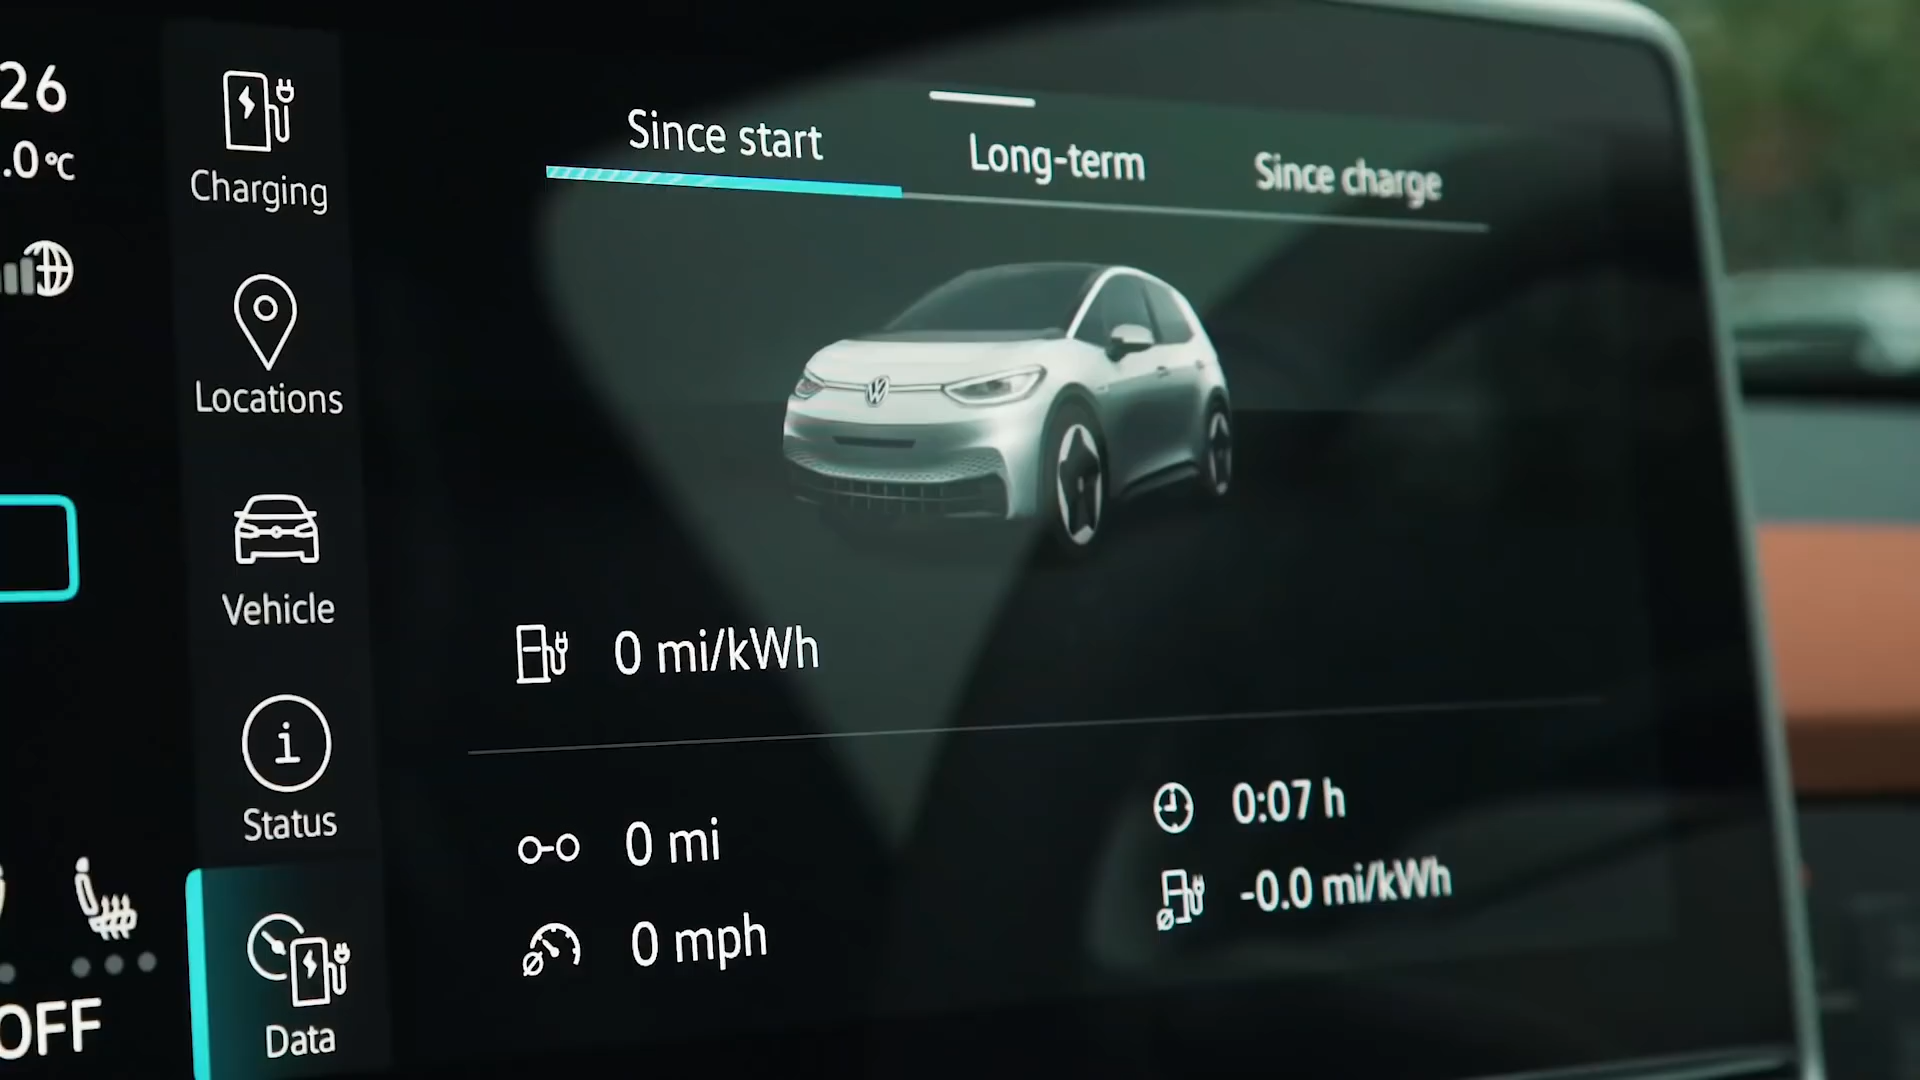 26
.0°C
Charging
Locations
Vehicle
Status
Data
OFF
Since start
Long-term
Since charge
0 mi/kWh
0 mi
0 mph
0:07 h
-0.0 mi/kWh